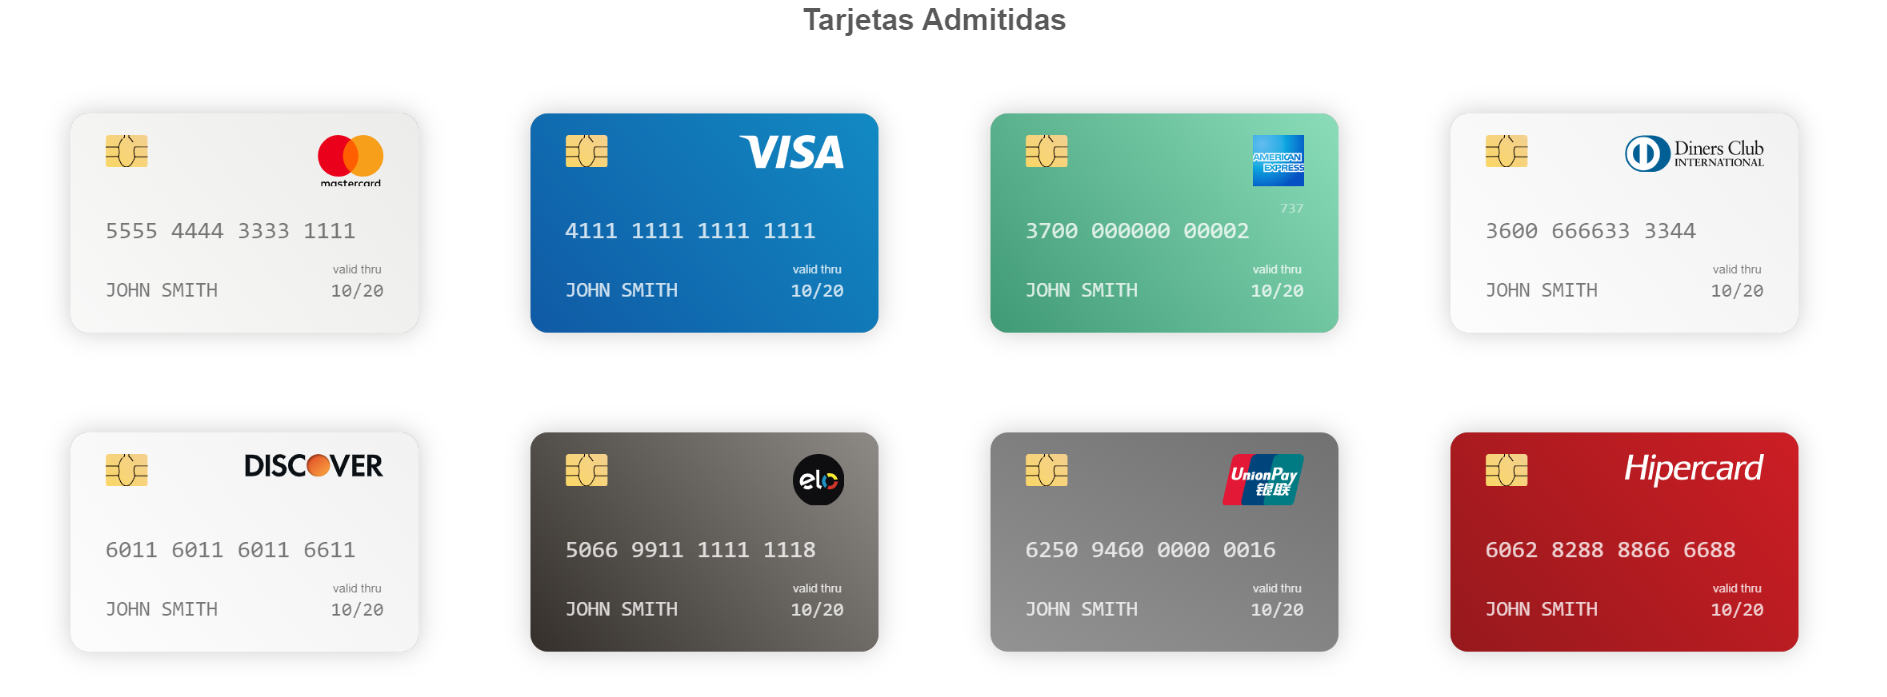 Tarjetas Admitidas
mastercard
5555 4444 3333 1111
valid thru
JOHN SMITH 10/20
VISA
4111 1111 1111 1111
valid thru
JOHN SMITH 10/20
AMERICAN
EXPRESS
737
3700 000000 00002
valid thru
JOHN SMITH 10/20
Diners Club
INTERNATIONAL
3600 666633 3344
valid thru
JOHN SMITH 10/20
DISCOVER
6011 6011 6011 6611
valid thru
JOHN SMITH 10/20
elo
5066 9911 1111 1118
valid thru
JOHN SMITH 10/20
UnionPay
银联
6250 9460 0000 0016
valid thru
JOHN SMITH 10/20
Hipercard
6062 8288 8866 6688
valid thru
JOHN SMITH 10/20